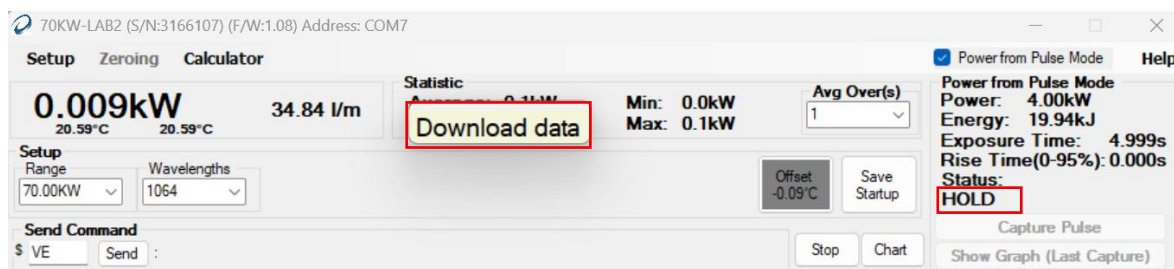 70KW-LAB2 (S/N:3166107) (F/W:1.08) Address: COM7
Setup Zeroing Calculator
Power from Pulse Mode Help
0.009kW 34.84 l/m
20.59°C 20.59°C
Statistic
Min: 0.0kW
Max: 0.1kW
Download data
Avg Over(s)
1
Setup
Range Wavelengths
70.00KW 1064
Offset
-0.09°C
Save
Startup
Send Command
$ VE Send :
Stop Chart
Power from Pulse Mode
Power: 4.00kW
Energy: 19.94kJ
Exposure Time: 4.999s
Rise Time(0-95%): 0.000s
Status:
HOLD
Capture Pulse
Show Graph (Last Capture)